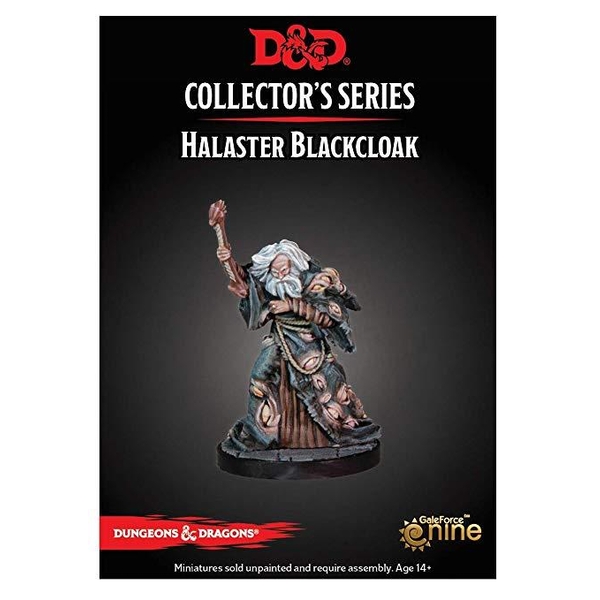 D&D®
COLLECTOR'S SERIES
HALASTER BLACKCLOAK
DUNGEONS & DRAGONS®
GaleForce
nine
Miniatures sold unpainted and require assembly. Age 14+